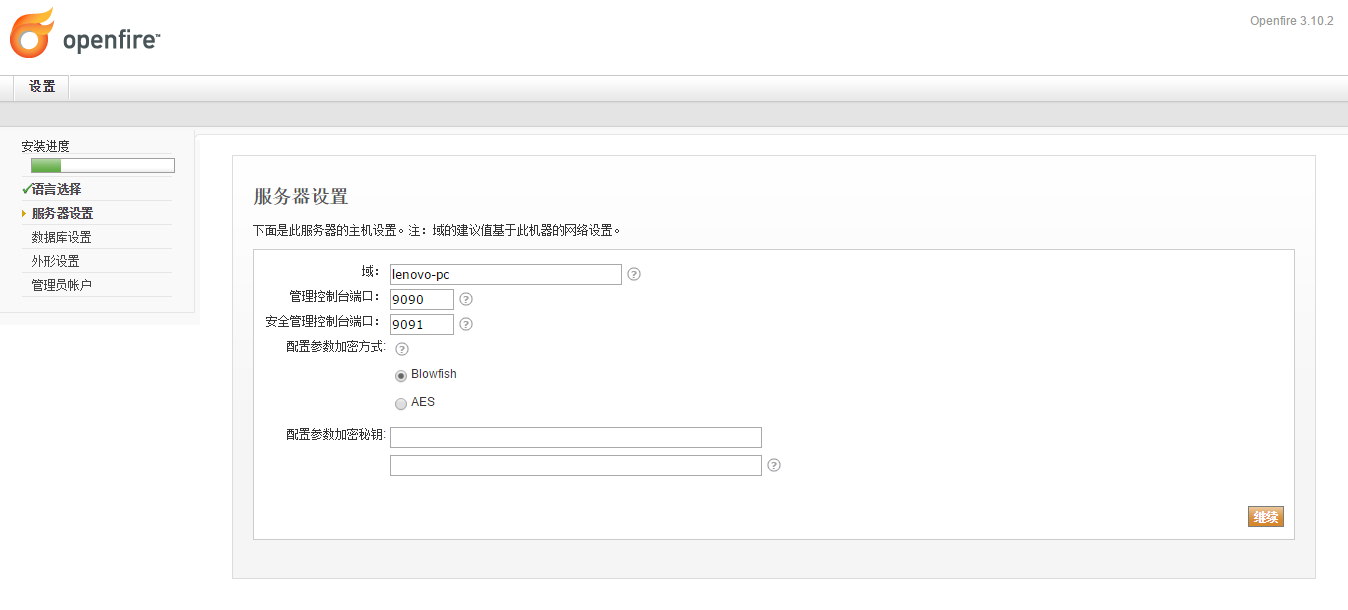 openfire™
Openfire 3.10.2
设置
安装进度
语言选择
服务器设置
数据库设置
外形设置
管理员帐户
服务器设置
下面是此服务器的主机设置。注：域的建议值基于此机器的网络设置。
域： lenovo-pc
管理控制台端口： 9090
安全管理控制台端口： 9091
配置参数加密方式:
Blowfish
AES
配置参数加密秘钥:
继续